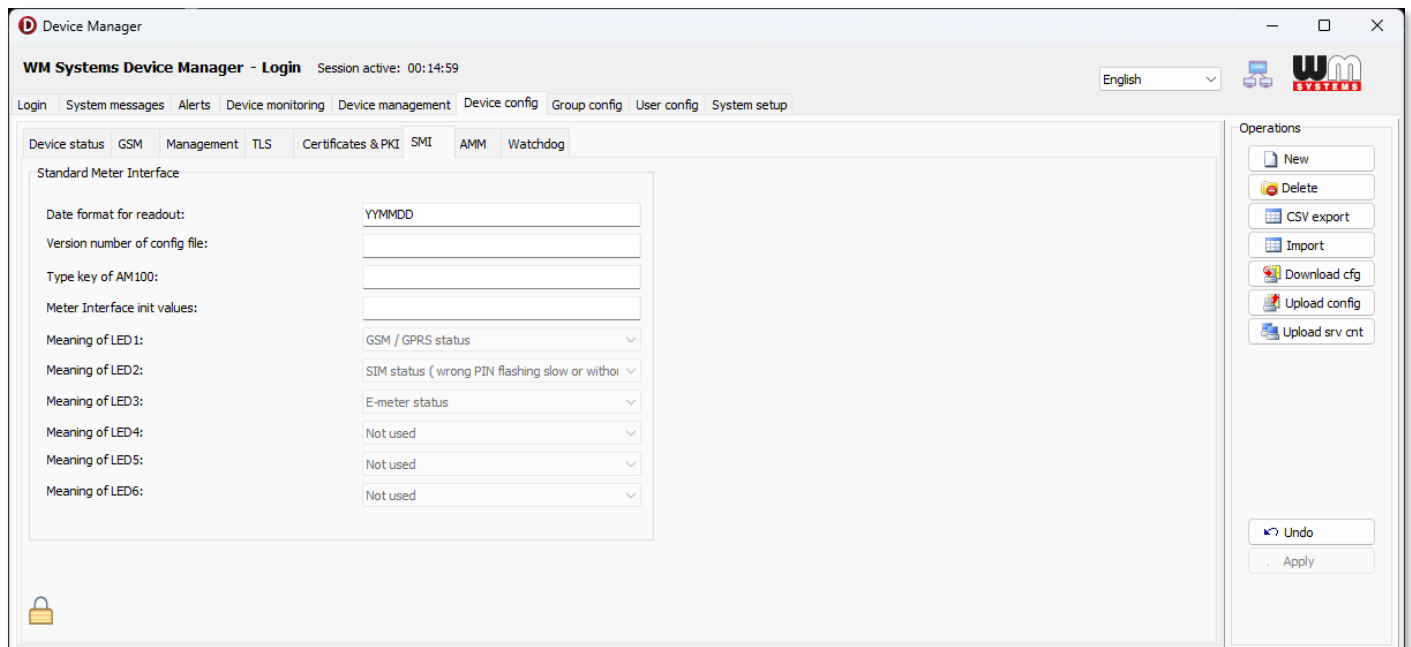 Device Manager
WM Systems Device Manager - Login Session active: 00:14:59
English
WM SYSTEMS
Login System messages Alerts Device monitoring Device management Device config Group config User config System setup
Device status GSM Management TLS Certificates & PKI SMI AMM Watchdog
Standard Meter Interface
Date format for readout: YYMMDD
Version number of config file:
Type key of AM100:
Meter Interface init values:
Meaning of LED1: GSM / GPRS status
Meaning of LED2: SIM status ( wrong PIN flashing slow or withou
Meaning of LED3: E-meter status
Meaning of LED4: Not used
Meaning of LED5: Not used
Meaning of LED6: Not used
Operations
New
Delete
CSV export
Import
Download cfg
Upload config
Upload srv cnt
Undo
Apply